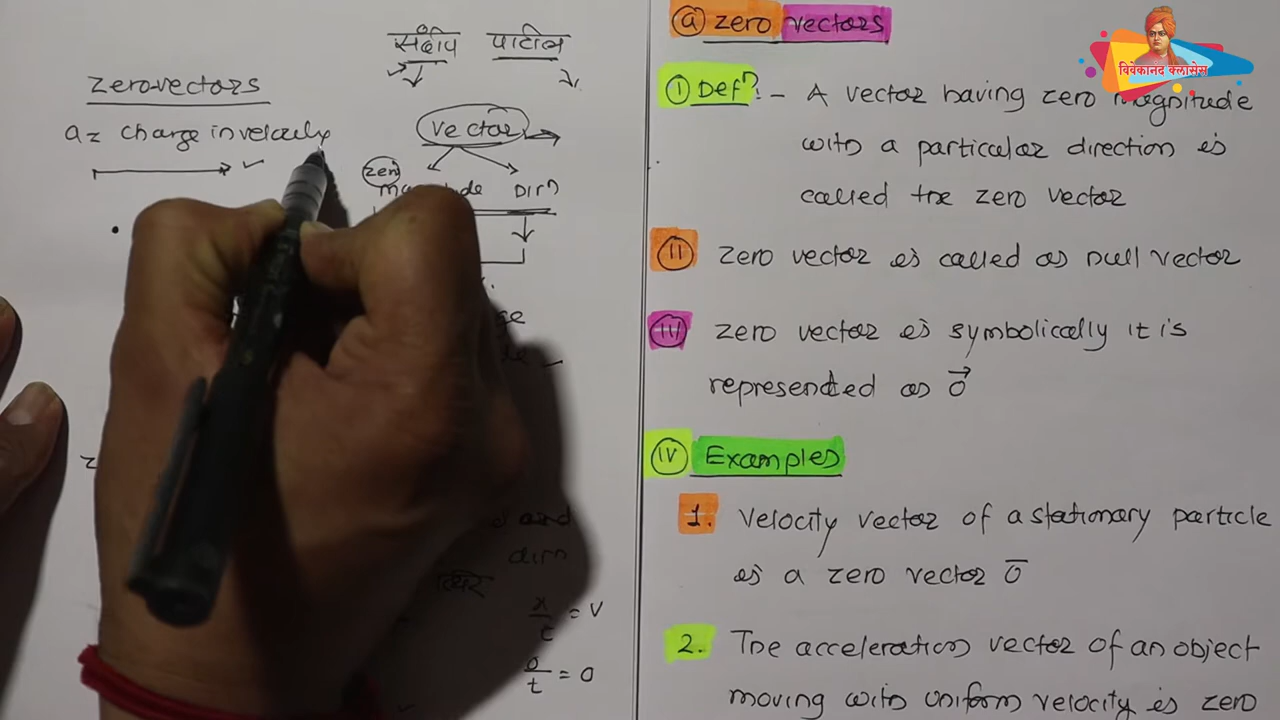 zerovectors
a = change in velocity
संदीप पाटील
vector
zero
Dirn
s and
dirn
x/t = v
0/t = 0
a zero vectors
विवेकानंद क्लासेस
I Defn :- A vector having zero magnitude
with a particular direction is
called the zero vector
II zero vector is called as null vector
III zero vector is symbolically it is
represented as 0⃗
IV Examples
1. Velocity vector of a stationary particle
is a zero vector 0̅
2. The acceleration vector of an object
moving with uniform velocity is zero